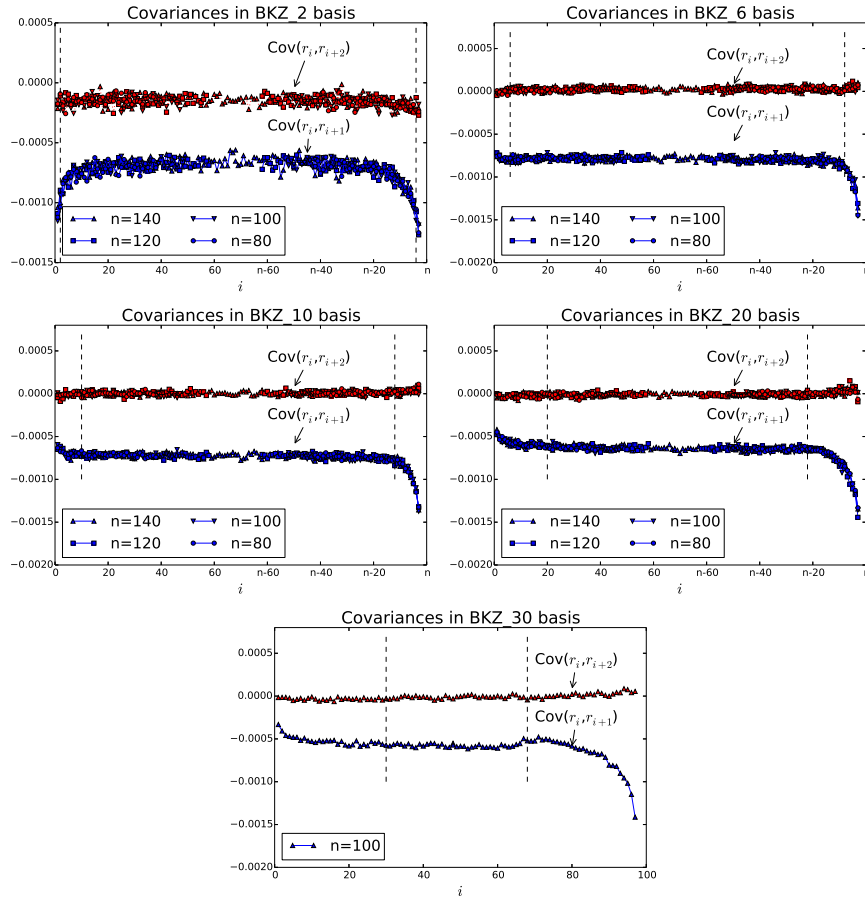 Covariances in BKZ_2 basis
0.0005
0.0000
−0.0005
−0.0010
−0.0015
Cov(r_i,r_{i+2})
Cov(r_i,r_{i+1})
n=140 n=100
n=120 n=80
0 20 40 n-60 n-40 n-20 n
i
Covariances in BKZ_6 basis
0.0005
0.0000
−0.0005
−0.0010
−0.0015
−0.0020
Cov(r_i,r_{i+2})
Cov(r_i,r_{i+1})
n=140 n=100
n=120 n=80
0 20 40 n-60 n-40 n-20 n
i
Covariances in BKZ_10 basis
0.0005
0.0000
−0.0005
−0.0010
−0.0015
−0.0020
Cov(r_i,r_{i+2})
Cov(r_i,r_{i+1})
n=140 n=100
n=120 n=80
0 20 40 n-60 n-40 n-20 n
i
Covariances in BKZ_20 basis
0.0005
0.0000
−0.0005
−0.0010
−0.0015
−0.0020
Cov(r_i,r_{i+2})
Cov(r_i,r_{i+1})
n=140 n=100
n=120 n=80
0 20 40 n-60 n-40 n-20 n
i
Covariances in BKZ_30 basis
0.0005
0.0000
−0.0005
−0.0010
−0.0015
−0.0020
Cov(r_i,r_{i+2})
Cov(r_i,r_{i+1})
n=100
0 20 40 60 80 100
i